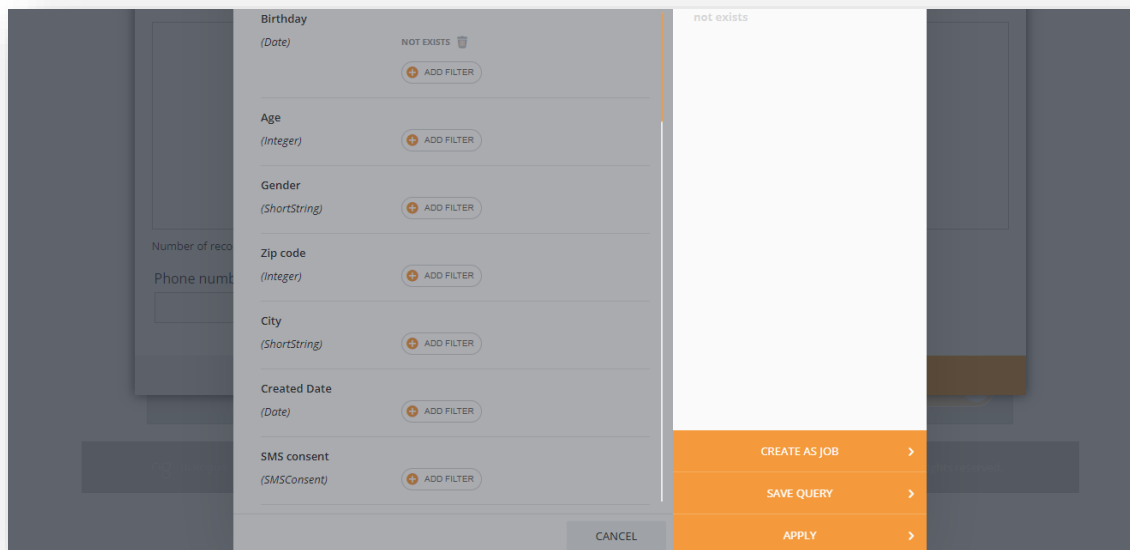 Birthday
(Date)
NOT EXISTS
ADD FILTER
Age
(Integer)
ADD FILTER
Gender
(ShortString)
ADD FILTER
Zip code
(Integer)
ADD FILTER
City
(ShortString)
ADD FILTER
Created Date
(Date)
ADD FILTER
SMS consent
(SMSConsent)
ADD FILTER
CANCEL
not exists
CREATE AS JOB
SAVE QUERY
APPLY
Number of reco
Phone numb